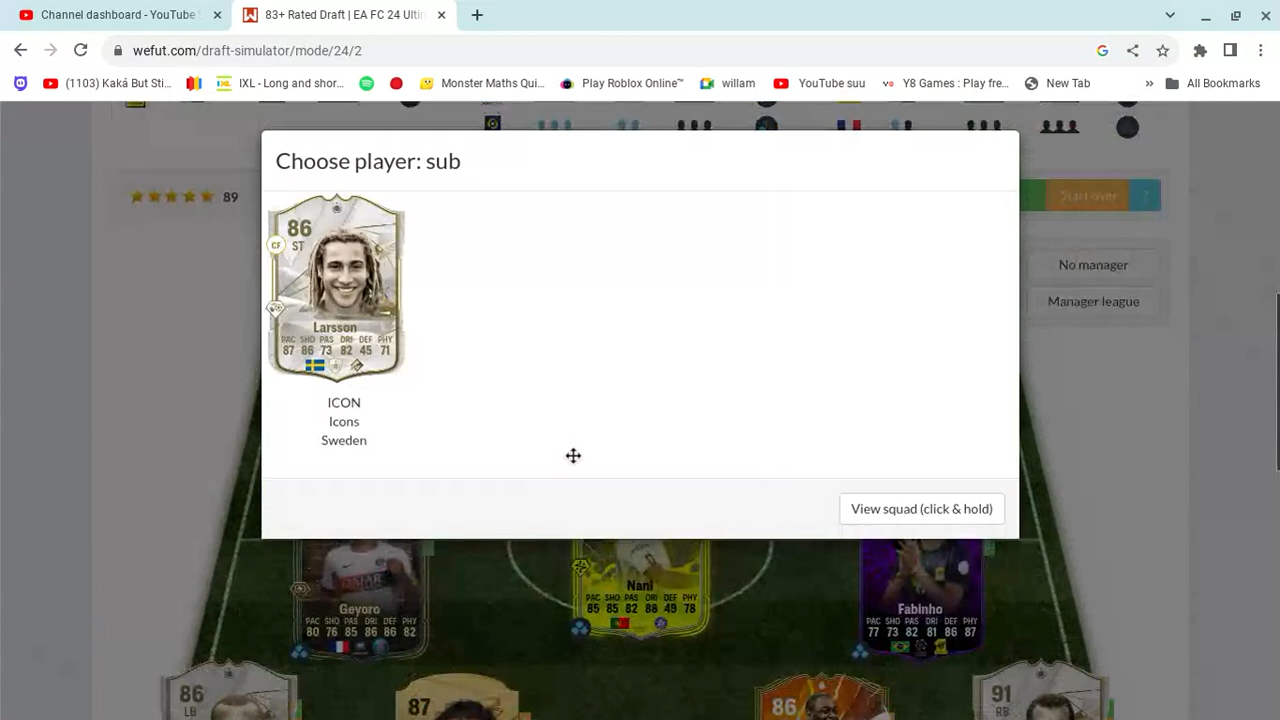 Channel dashboard - YouTube
83+ Rated Draft | EA FC 24 Ulti
wefut.com/draft-simulator/mode/24/2
(1103) Kaká But Sti...
IXL - Long and shor...
Monster Maths Qui...
Play Roblox Online™
willam
YouTube suu
Y8 Games : Play fre...
New Tab
»
All Bookmarks
Choose player: sub
89
Start over
?
No manager
Manager league
86
ST
CF
Larsson
PAC SHO PAS DRI DEF PHY
87 86 73 82 45 71
ICON
Icons
Sweden
View squad (click & hold)
Geyoro
PAC SHO PAS DRI DEF PHY
80 76 85 86 86 82
Nani
PAC SHO PAS DRI DEF PHY
85 85 82 88 49 78
Fabinho
PAC SHO PAS DRI DEF PHY
77 73 82 81 86 87
86
LB
87
86
91
RB